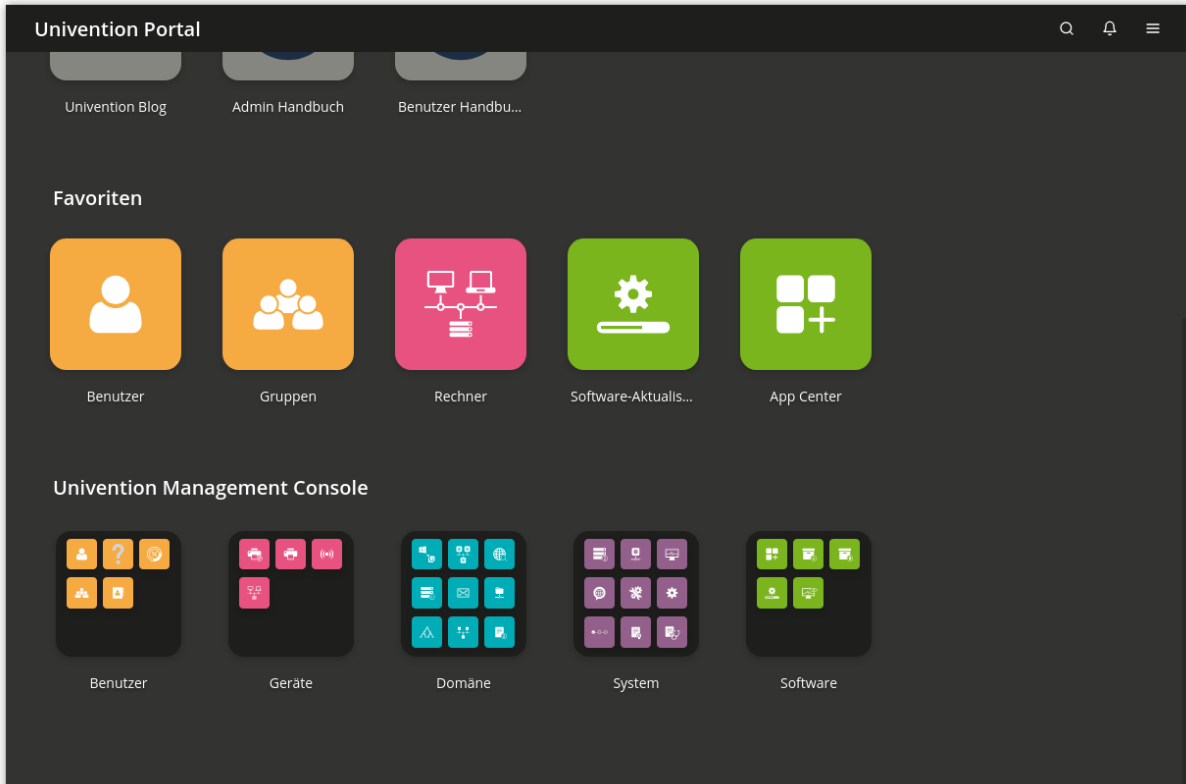 Univention Portal
Univention Blog
Admin Handbuch
Benutzer Handbu...
Favoriten
Benutzer
Gruppen
Rechner
Software-Aktualis...
App Center
Univention Management Console
Benutzer
Geräte
Domäne
System
Software